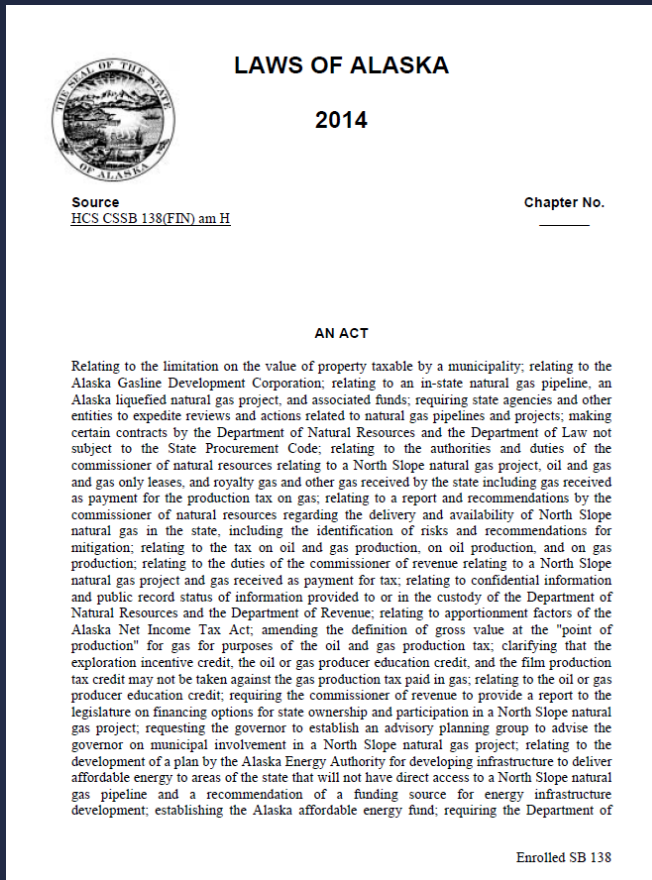 LAWS OF ALASKA
2014
THE SEAL OF THE STATE
OF ALASKA
Source
HCS CSSB 138(FIN) am H
Chapter No.
AN ACT
Relating to the limitation on the value of property taxable by a municipality; relating to the
Alaska Gasline Development Corporation; relating to an in-state natural gas pipeline, an
Alaska liquefied natural gas project, and associated funds; requiring state agencies and other
entities to expedite reviews and actions related to natural gas pipelines and projects; making
certain contracts by the Department of Natural Resources and the Department of Law not
subject to the State Procurement Code; relating to the authorities and duties of the
commissioner of natural resources relating to a North Slope natural gas project, oil and gas
and gas only leases, and royalty gas and other gas received by the state including gas received
as payment for the production tax on gas; relating to a report and recommendations by the
commissioner of natural resources regarding the delivery and availability of North Slope
natural gas in the state, including the identification of risks and recommendations for
mitigation; relating to the tax on oil and gas production, on oil production, and on gas
production; relating to the duties of the commissioner of revenue relating to a North Slope
natural gas project and gas received as payment for tax; relating to confidential information
and public record status of information provided to or in the custody of the Department of
Natural Resources and the Department of Revenue; relating to apportionment factors of the
Alaska Net Income Tax Act; amending the definition of gross value at the "point of
production" for gas for purposes of the oil and gas production tax; clarifying that the
exploration incentive credit, the oil or gas producer education credit, and the film production
tax credit may not be taken against the gas production tax paid in gas; relating to the oil or gas
producer education credit; requiring the commissioner of revenue to provide a report to the
legislature on financing options for state ownership and participation in a North Slope natural
gas project; requesting the governor to establish an advisory planning group to advise the
governor on municipal involvement in a North Slope natural gas project; relating to the
development of a plan by the Alaska Energy Authority for developing infrastructure to deliver
affordable energy to areas of the state that will not have direct access to a North Slope natural
gas pipeline and a recommendation of a funding source for energy infrastructure
development; establishing the Alaska affordable energy fund; requiring the Department of
Enrolled SB 138